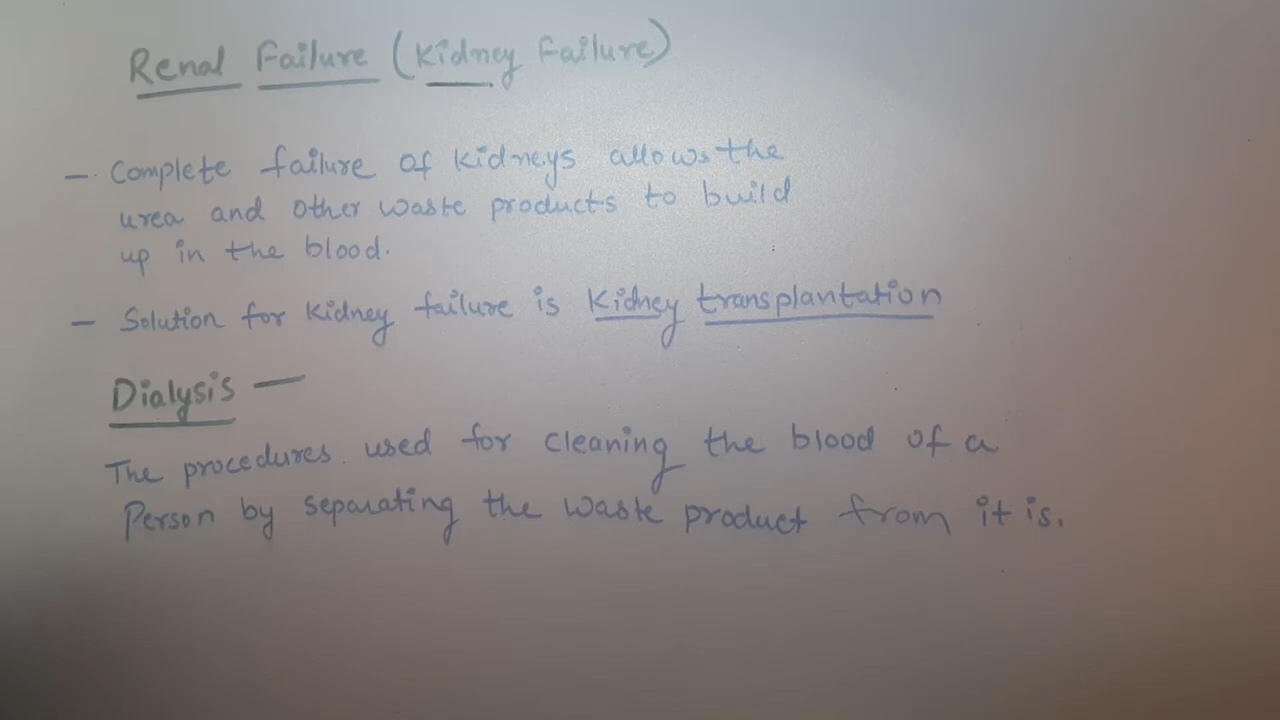 Renal Failure (Kidney Failure)
- Complete failure of kidneys allows the
urea and other waste products to build
up in the blood.
- Solution for kidney failure is kidney transplantation
Dialysis -
The procedures used for cleaning the blood of a
Person by separating the waste product from it is.